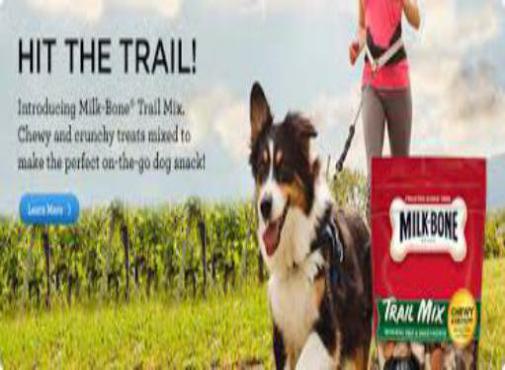 HIT THE TRAIL!
Introducing Milk-Bone® Trail Mix.
Chewy and crunchy treats mixed to
make the perfect on-the-go dog snack!
Learn More
MILK-BONE
TRAIL MIX
CHEWY